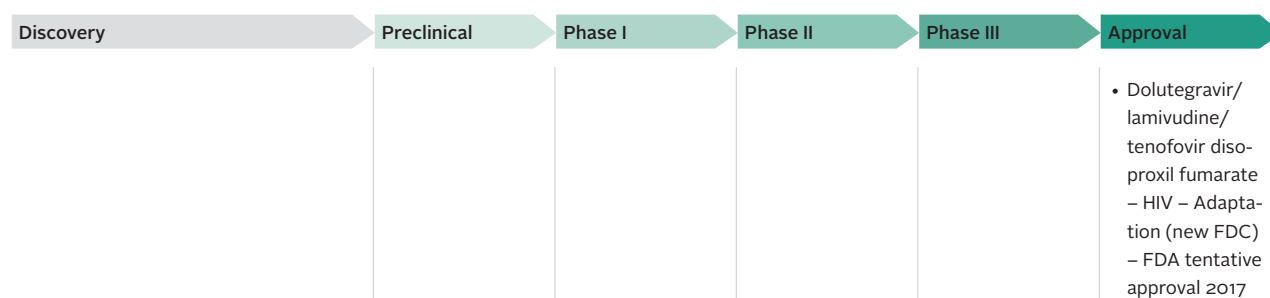 Discovery
Preclinical
Phase I
Phase II
Phase III
Approval
• Dolutegravir/
lamivudine/
tenofovir diso-
proxil fumarate
– HIV – Adapta-
tion (new FDC)
– FDA tentative
approval 2017